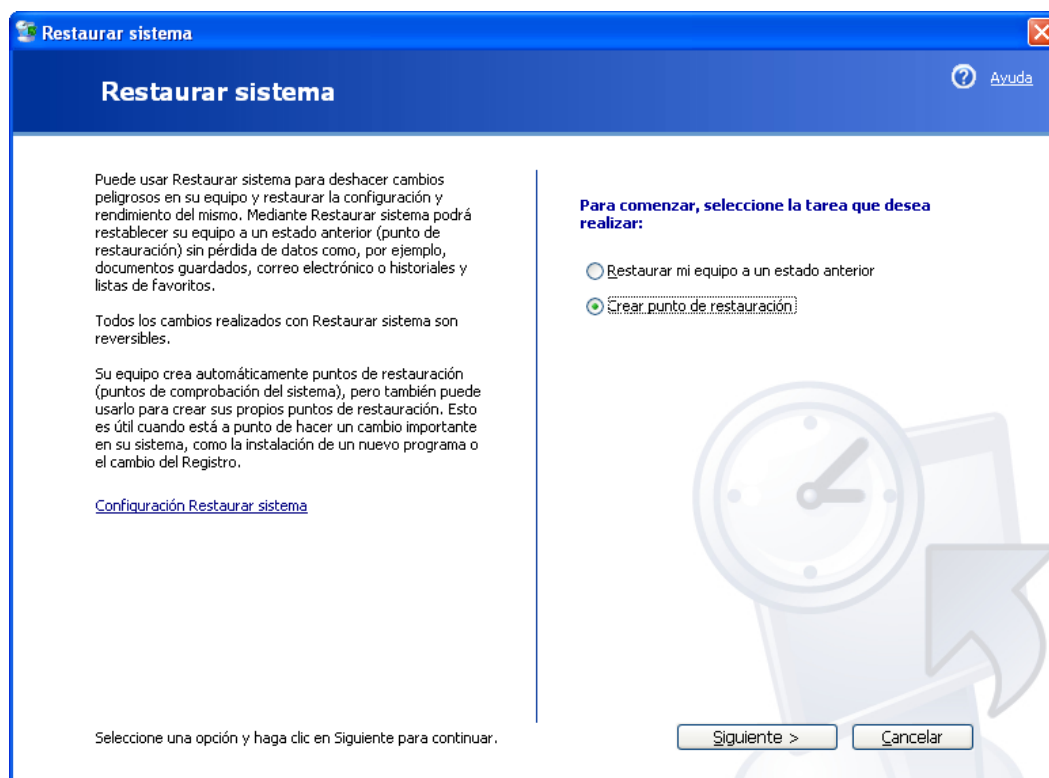 Restaurar sistema
Restaurar sistema
Ayuda
Puede usar Restaurar sistema para deshacer cambios
peligrosos en su equipo y restaurar la configuración y
rendimiento del mismo. Mediante Restaurar sistema podrá
restablecer su equipo a un estado anterior (punto de
restauración) sin pérdida de datos como, por ejemplo,
documentos guardados, correo electrónico o historiales y
listas de favoritos.
Todos los cambios realizados con Restaurar sistema son
reversibles.
Su equipo crea automáticamente puntos de restauración
(puntos de comprobación del sistema), pero también puede
usarlo para crear sus propios puntos de restauración. Esto
es útil cuando está a punto de hacer un cambio importante
en su sistema, como la instalación de un nuevo programa o
el cambio del Registro.
Configuración Restaurar sistema
Para comenzar, seleccione la tarea que desea
realizar:
Restaurar mi equipo a un estado anterior
Crear punto de restauración
Seleccione una opción y haga clic en Siguiente para continuar.
Siguiente >
Cancelar